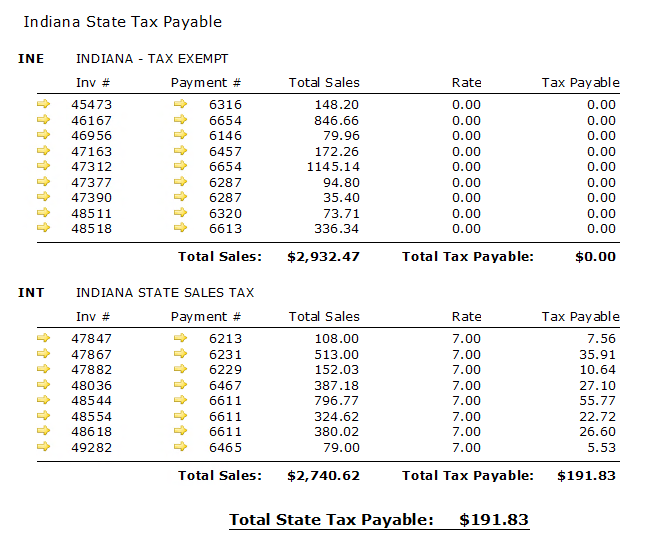 Indiana State Tax Payable
INE INDIANA - TAX EXEMPT
Inv # Payment # Total Sales Rate Tax Payable
45473 6316 148.20 0.00 0.00
46167 6654 846.66 0.00 0.00
46956 6146 79.96 0.00 0.00
47163 6457 172.26 0.00 0.00
47312 6654 1145.14 0.00 0.00
47377 6287 94.80 0.00 0.00
47390 6287 35.40 0.00 0.00
48511 6320 73.71 0.00 0.00
48518 6613 336.34 0.00 0.00
Total Sales: $2,932.47 Total Tax Payable: $0.00
INT INDIANA STATE SALES TAX
Inv # Payment # Total Sales Rate Tax Payable
47847 6213 108.00 7.00 7.56
47867 6231 513.00 7.00 35.91
47882 6229 152.03 7.00 10.64
48036 6467 387.18 7.00 27.10
48544 6611 796.77 7.00 55.77
48554 6611 324.62 7.00 22.72
48618 6611 380.02 7.00 26.60
49282 6465 79.00 7.00 5.53
Total Sales: $2,740.62 Total Tax Payable: $191.83
Total State Tax Payable: $191.83